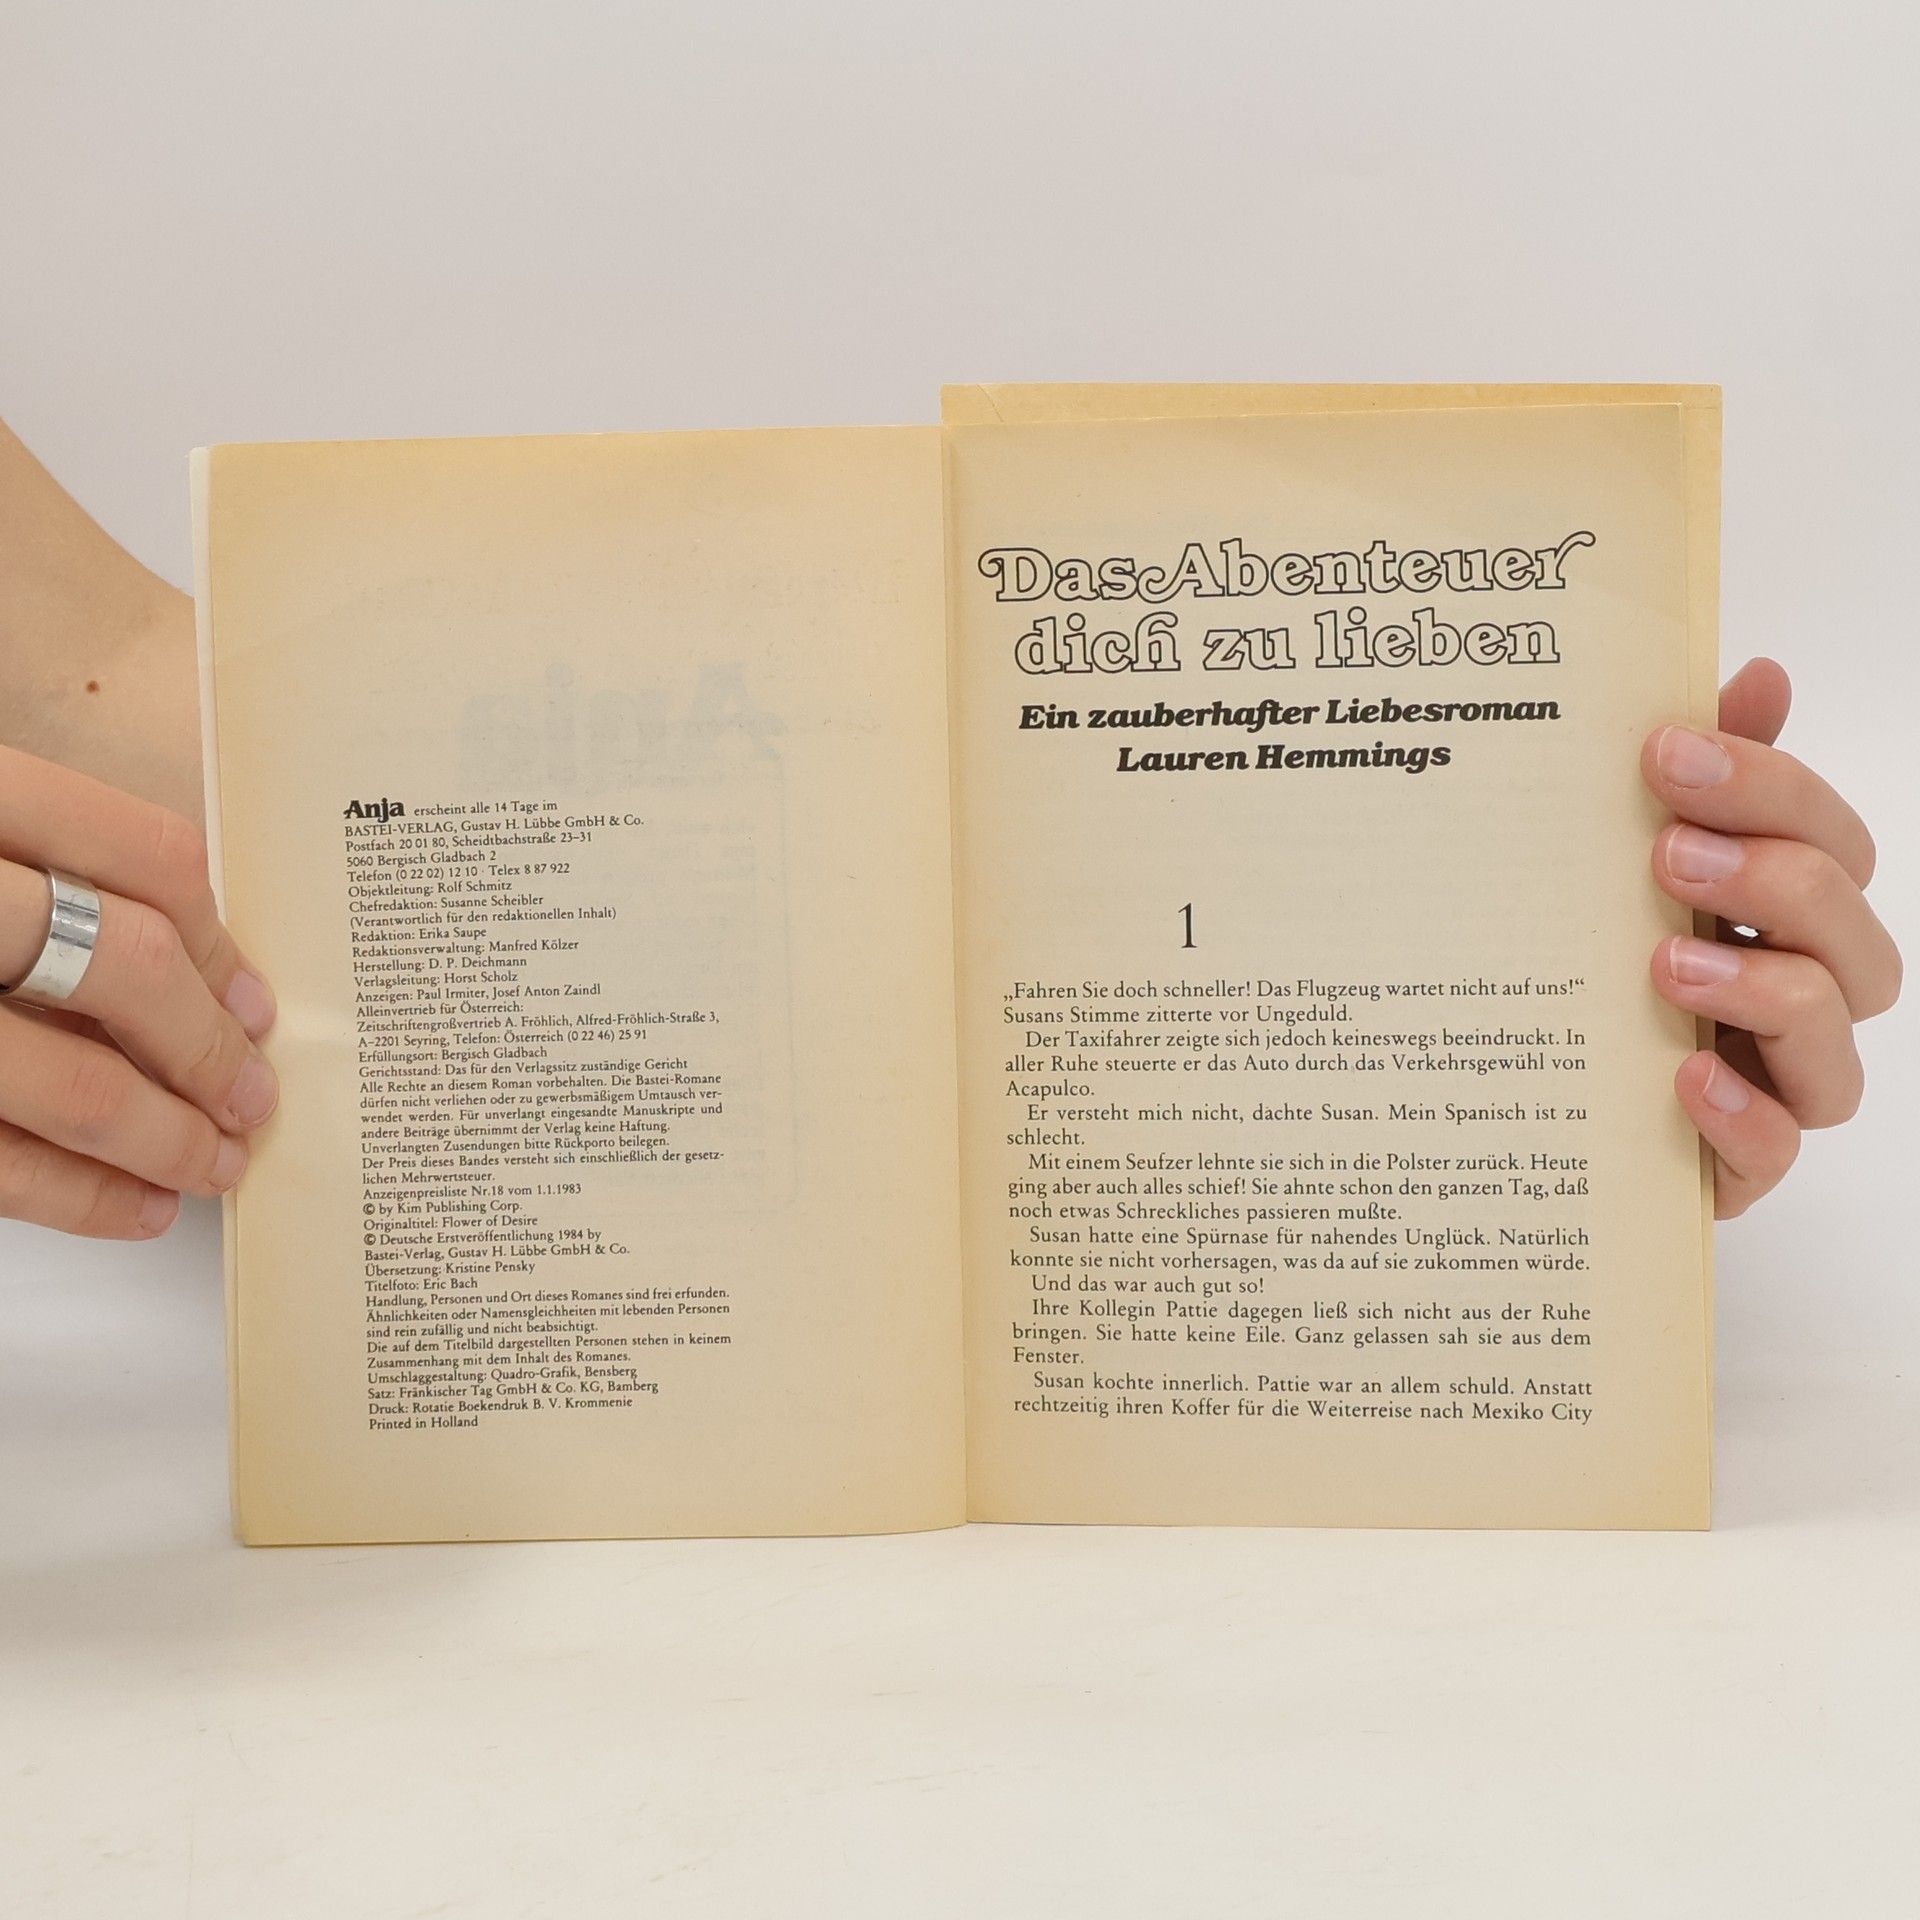 Anja erscheint alle 14 Tage im
BASTEI-VERLAG, Gustav H. Lübbe GmbH & Co.
Postfach 20 01 80, Scheidtbachstraße 23–31
5060 Bergisch Gladbach 2
Telefon (0 22 02) 12 10 · Telex 8 87 922
Objektleitung: Rolf Schmitz
Chefredaktion: Susanne Scheibler
(Verantwortlich für den redaktionellen Inhalt)
Redaktion: Erika Saupe
Redaktionsverwaltung: Manfred Kölzer
Herstellung: D. P. Deichmann
Verlagsleitung: Horst Scholz
Anzeigen: Paul Irmiter, Josef Anton Zaindl
Alleinvertrieb für Österreich:
Zeitschriftengroßvertrieb A. Fröhlich, Alfred-Fröhlich-Straße 3,
A–2201 Seyring, Telefon: Österreich (0 22 46) 25 91
Erfüllungsort: Bergisch Gladbach
Gerichtsstand: Das für den Verlagssitz zuständige Gericht
Alle Rechte an diesem Roman vorbehalten. Die Bastei-Romane
dürfen nicht verliehen oder zu gewerbsmäßigem Umtausch ver-
wendet werden. Für unverlangt eingesandte Manuskripte und
andere Beiträge übernimmt der Verlag keine Haftung.
Unverlangten Zusendungen bitte Rückporto beilegen.
Der Preis dieses Bandes versteht sich einschließlich der gesetz-
lichen Mehrwertsteuer.
Anzeigenpreisliste Nr.18 vom 1.1.1983
© by Kim Publishing Corp.
Originaltitel: Flower of Desire
© Deutsche Erstveröffentlichung 1984 by
Bastei-Verlag, Gustav H. Lübbe GmbH & Co.
Übersetzung: Kristine Pensky
Titelfoto: Eric Bach
Handlung, Personen und Ort dieses Romanes sind frei erfunden.
Ähnlichkeiten oder Namensgleichheiten mit lebenden Personen
sind rein zufällig und nicht beabsichtigt.
Die auf dem Titelbild dargestellten Personen stehen in keinem
Zusammenhang mit dem Inhalt des Romanes.
Umschlaggestaltung: Quadro-Grafik, Bensberg
Satz: Fränkischer Tag GmbH & Co. KG, Bamberg
Druck: Rotatie Boekendruk B. V. Krommenie
Printed in Holland
Das Abenteuer
dich zu lieben
Ein zauberhafter Liebesroman
Lauren Hemmings
1
„Fahren Sie doch schneller! Das Flugzeug wartet nicht auf uns!“
Susans Stimme zitterte vor Ungeduld.
Der Taxifahrer zeigte sich jedoch keineswegs beeindruckt. In
aller Ruhe steuerte er das Auto durch das Verkehrsgewühl von
Acapulco.
Er versteht mich nicht, dachte Susan. Mein Spanisch ist zu
schlecht.
Mit einem Seufzer lehnte sie sich in die Polster zurück. Heute
ging aber auch alles schief! Sie ahnte schon den ganzen Tag, daß
noch etwas Schreckliches passieren mußte.
Susan hatte eine Spürnase für nahendes Unglück. Natürlich
konnte sie nicht vorhersagen, was da auf sie zukommen würde.
Und das war auch gut so!
Ihre Kollegin Pattie dagegen ließ sich nicht aus der Ruhe
bringen. Sie hatte keine Eile. Ganz gelassen sah sie aus dem
Fenster.
Susan kochte innerlich. Pattie war an allem schuld. Anstatt
rechtzeitig ihren Koffer für die Weiterreise nach Mexiko City